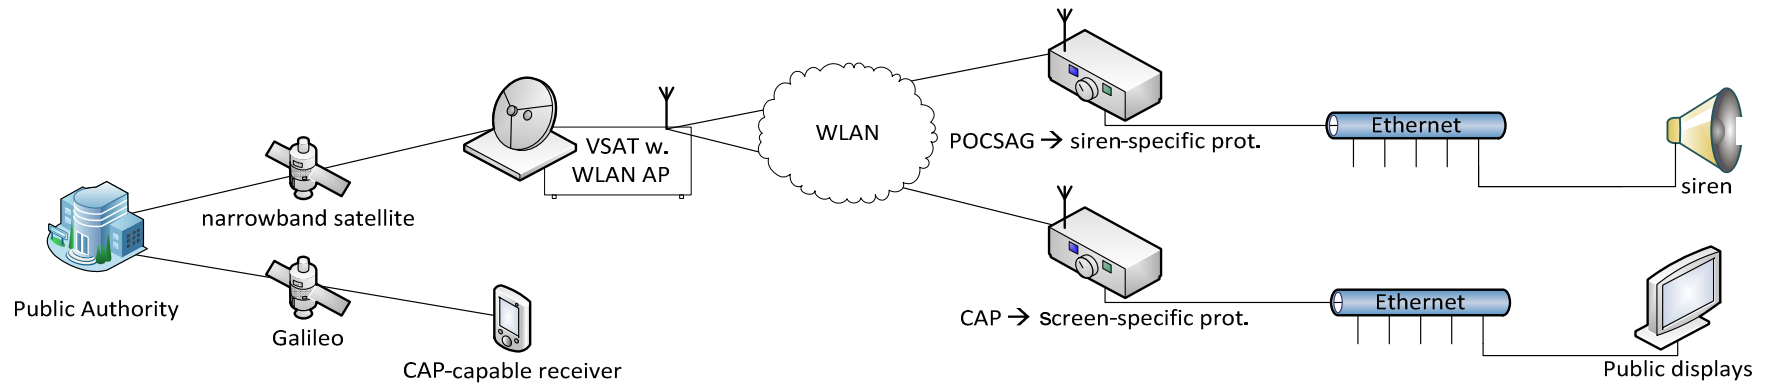 Public Authority
narrowband satellite
Galileo
CAP-capable receiver
VSAT w.
WLAN AP
WLAN
POCSAG → siren-specific prot.
Ethernet
siren
CAP → screen-specific prot.
Ethernet
Public displays